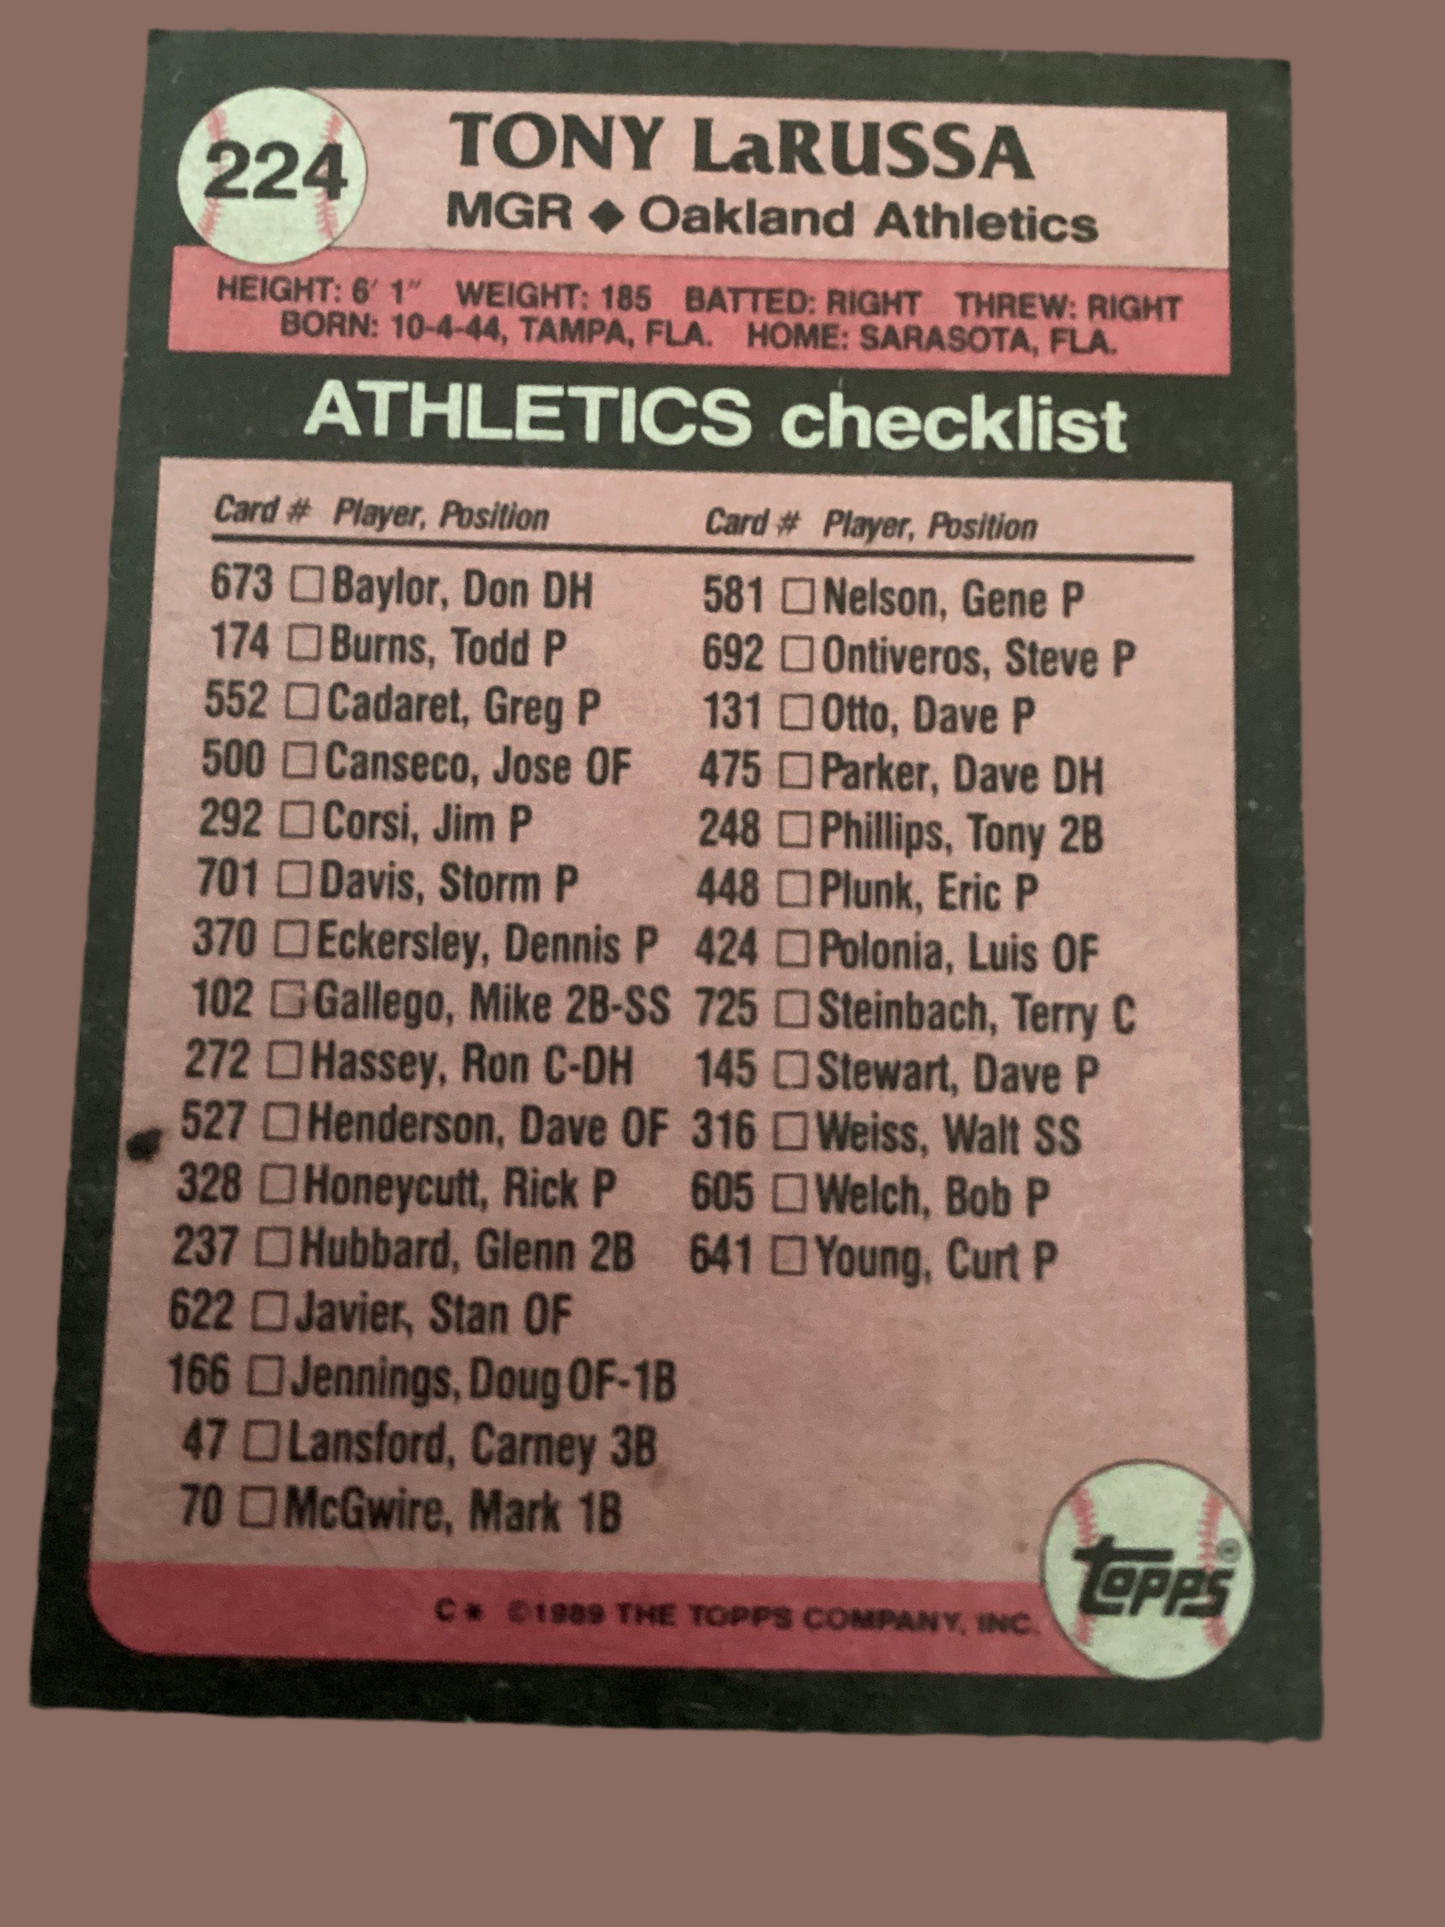 224
TONY LaRUSSA
MGR ◆ Oakland Athletics
HEIGHT: 6' 1" WEIGHT: 185 BATTED: RIGHT THREW: RIGHT
BORN: 10-4-44, TAMPA, FLA. HOME: SARASOTA, FLA.
ATHLETICS checklist
Card # Player, Position
673 □ Baylor, Don DH
174 □ Burns, Todd P
552 □ Cadaret, Greg P
500 □ Canseco, Jose OF
292 □ Corsi, Jim P
701 □ Davis, Storm P
370 □ Eckersley, Dennis P
102 □ Gallego, Mike 2B-SS
272 □ Hassey, Ron C-DH
527 □ Henderson, Dave OF
328 □ Honeycutt, Rick P
237 □ Hubbard, Glenn 2B
622 □ Javier, Stan OF
166 □ Jennings, Doug OF-1B
47 □ Lansford, Carney 3B
70 □ McGwire, Mark 1B
Card # Player, Position
581 □ Nelson, Gene P
692 □ Ontiveros, Steve P
131 □ Otto, Dave P
475 □ Parker, Dave DH
248 □ Phillips, Tony 2B
448 □ Plunk, Eric P
424 □ Polonia, Luis OF
725 □ Steinbach, Terry C
145 □ Stewart, Dave P
316 □ Weiss, Walt SS
605 □ Welch, Bob P
641 □ Young, Curt P
C* ©1989 THE TOPPS COMPANY, INC.
topps®